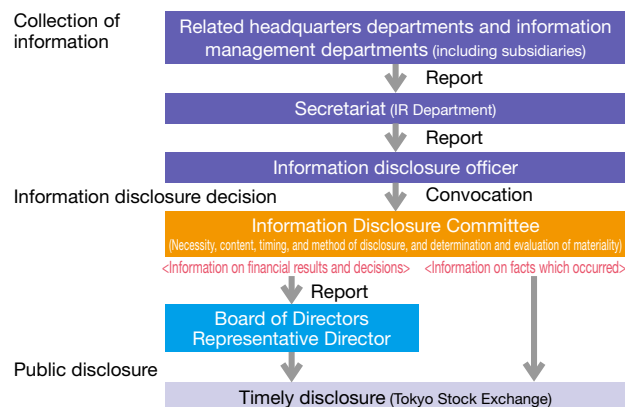 Collection of
information
Related headquarters departments and information
management departments (including subsidiaries)
Report
Secretariat (IR Department)
Report
Information disclosure officer
Information disclosure decision
Convocation
Information Disclosure Committee
(Necessity, content, timing, and method of disclosure, and determination and evaluation of materiality)
<Information on financial results and decisions>
<Information on facts which occurred>
Report
Board of Directors
Representative Director
Public disclosure
Timely disclosure (Tokyo Stock Exchange)